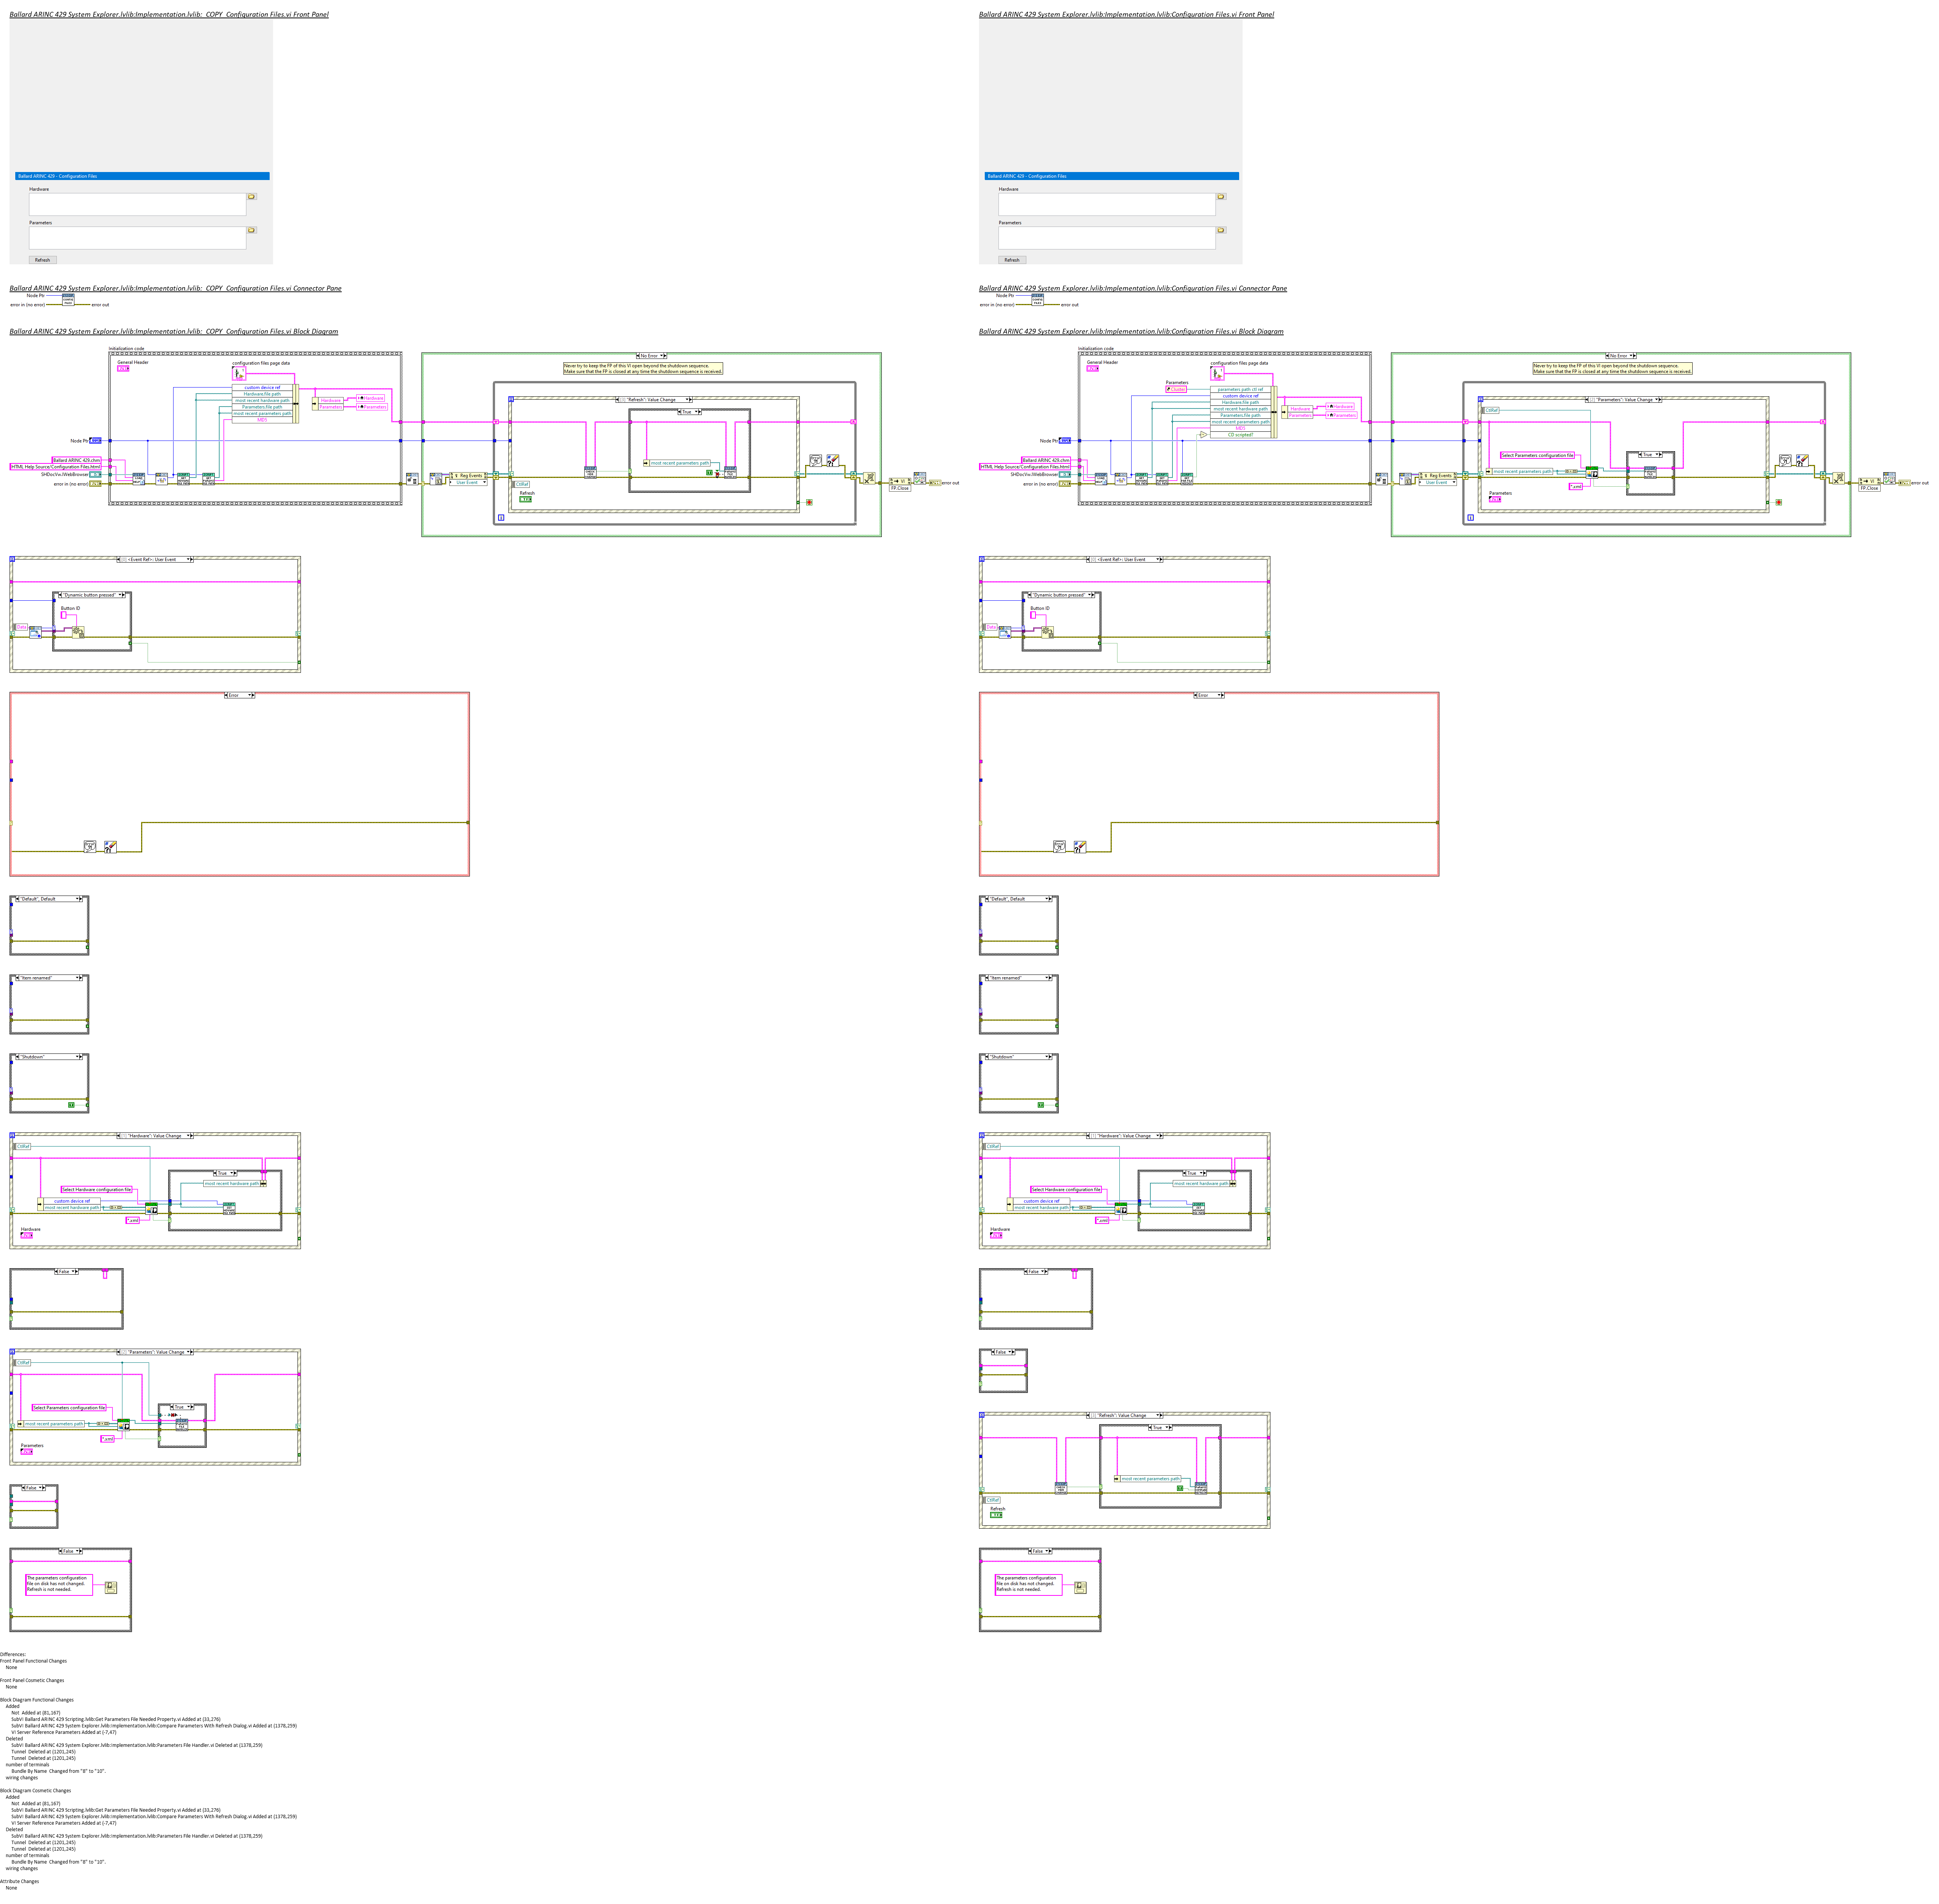 Ballard ARINC 429 System Explorer.lvlib:Implementation.lvlib:_COPY_Configuration Files.vi Front Panel
Ballard ARINC 429 - Configuration Files
Hardware
Parameters
Refresh
Ballard ARINC 429 System Explorer.lvlib:Implementation.lvlib:_COPY_Configuration Files.vi Connector Pane
Node Ptr
error in (no error)
error out
Ballard ARINC 429 System Explorer.lvlib:Implementation.lvlib:_COPY_Configuration Files.vi Block Diagram
Initialization code
General Header
configuration files page data
custom device ref
Hardware.file path
most recent hardware path
Parameters.file path
most recent parameters path
MD5
Hardware
Parameters
Hardware
Parameters
Node Ptr
Ballard ARINC 429.chm
HTML Help Source/Configuration Files.html
SHDocVw.IWebBrowser
error in (no error)
No Error
Never try to keep the FP of this VI open beyond the shutdown sequence.
Make sure that the FP is closed at any time the shutdown sequence is received.
[3] "Refresh": Value Change
True
most recent parameters path
Reg Events
User Event
CtlRef
Refresh
VI
FP.Close
error out
[0] <Event Ref>: User Event
"Dynamic button pressed"
Button ID
Data
Error
"Default", Default
"Item renamed"
"Shutdown"
[1] "Hardware": Value Change
CtlRef
True
most recent hardware path
Select Hardware configuration file
custom device ref
most recent hardware path
*.xml
Hardware
False
[2] "Parameters": Value Change
CtlRef
True
Select Parameters configuration file
most recent parameters path
*.xml
Parameters
False
False
The parameters configuration
file on disk has not changed.
Refresh is not needed.
Differences:
Front Panel Functional Changes
None
Front Panel Cosmetic Changes
None
Block Diagram Functional Changes
Added
Not Added at (81,167)
SubVI Ballard ARINC 429 Scripting.lvlib:Get Parameters File Needed Property.vi Added at (33,276)
SubVI Ballard ARINC 429 System Explorer.lvlib:Implementation.lvlib:Compare Parameters With Refresh Dialog.vi Added at (1378,259)
VI Server Reference Parameters Added at (-7,47)
Deleted
SubVI Ballard ARINC 429 System Explorer.lvlib:Implementation.lvlib:Parameters File Handler.vi Deleted at (1378,259)
Tunnel Deleted at (1201,245)
Tunnel Deleted at (1201,245)
number of terminals
Bundle By Name Changed from "8" to "10".
wiring changes
Block Diagram Cosmetic Changes
Added
Not Added at (81,167)
SubVI Ballard ARINC 429 Scripting.lvlib:Get Parameters File Needed Property.vi Added at (33,276)
SubVI Ballard ARINC 429 System Explorer.lvlib:Implementation.lvlib:Compare Parameters With Refresh Dialog.vi Added at (1378,259)
VI Server Reference Parameters Added at (-7,47)
Deleted
SubVI Ballard ARINC 429 System Explorer.lvlib:Implementation.lvlib:Parameters File Handler.vi Deleted at (1378,259)
Tunnel Deleted at (1201,245)
Tunnel Deleted at (1201,245)
number of terminals
Bundle By Name Changed from "8" to "10".
wiring changes
Attribute Changes
None
Ballard ARINC 429 System Explorer.lvlib:Implementation.lvlib:Configuration Files.vi Front Panel
Ballard ARINC 429 - Configuration Files
Hardware
Parameters
Refresh
Ballard ARINC 429 System Explorer.lvlib:Implementation.lvlib:Configuration Files.vi Connector Pane
Node Ptr
error in (no error)
error out
Ballard ARINC 429 System Explorer.lvlib:Implementation.lvlib:Configuration Files.vi Block Diagram
Initialization code
General Header
configuration files page data
Parameters
Cluster
parameters path ctl ref
custom device ref
Hardware.file path
most recent hardware path
Parameters.file path
most recent parameters path
MD5
CD scripted?
Hardware
Parameters
Hardware
Parameters
Node Ptr
Ballard ARINC 429.chm
HTML Help Source/Configuration Files.html
SHDocVw.IWebBrowser
error in (no error)
No Error
Never try to keep the FP of this VI open beyond the shutdown sequence.
Make sure that the FP is closed at any time the shutdown sequence is received.
[2] "Parameters": Value Change
CtlRef
Select Parameters configuration file
True
most recent parameters path
*.xml
Parameters
Reg Events
User Event
VI
FP.Close
error out
[0] <Event Ref>: User Event
"Dynamic button pressed"
Button ID
Data
Error
"Default", Default
"Item renamed"
"Shutdown"
[1] "Hardware": Value Change
CtlRef
True
most recent hardware path
Select Hardware configuration file
custom device ref
most recent hardware path
*.xml
Hardware
False
False
[3] "Refresh": Value Change
True
most recent parameters path
CtlRef
Refresh
False
The parameters configuration
file on disk has not changed.
Refresh is not needed.